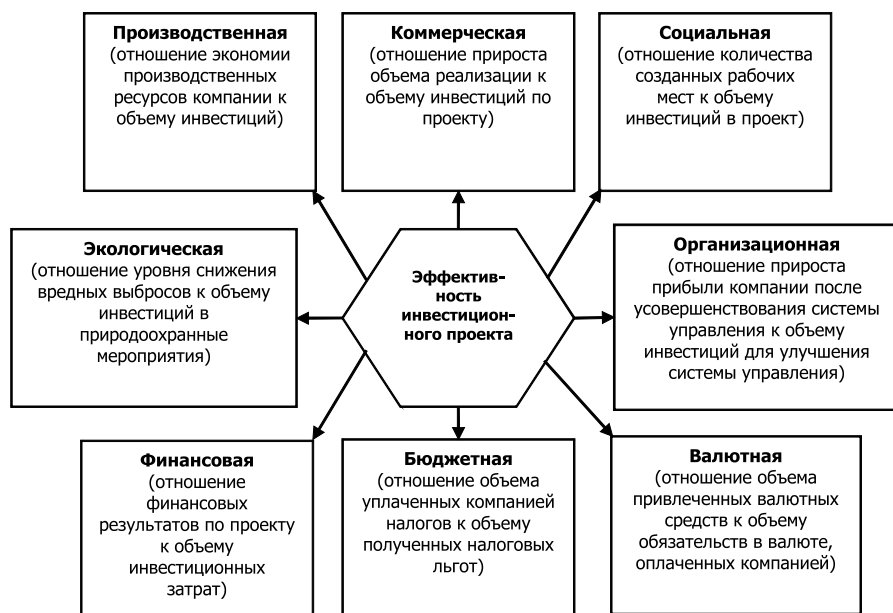 Производственная
(отношение экономии
производственных
ресурсов компании к
объему инвестиций)
Коммерческая
(отношение прироста
объема реализации к
объему инвестиций по
проекту)
Социальная
(отношение количества
созданных рабочих
мест к объему
инвестиций в проект)
Экологическая
(отношение уровня снижения
вредных выбросов к объему
инвестиций в
природоохранные
мероприятия)
Эффектив-
ность
инвестицион-
ного проекта
Организационная
(отношение прироста
прибыли компании после
усовершенствования системы
управления к объему
инвестиций для улучшения
системы управления)
Финансовая
(отношение
финансовых
результатов по проекту
к объему
инвестиционных
затрат)
Бюджетная
(отношение объема
уплаченных компанией
налогов к объему
полученных налоговых
льгот)
Валютная
(отношение объема
привлеченных валютных
средств к объему
обязательств в валюте,
оплаченных компанией)